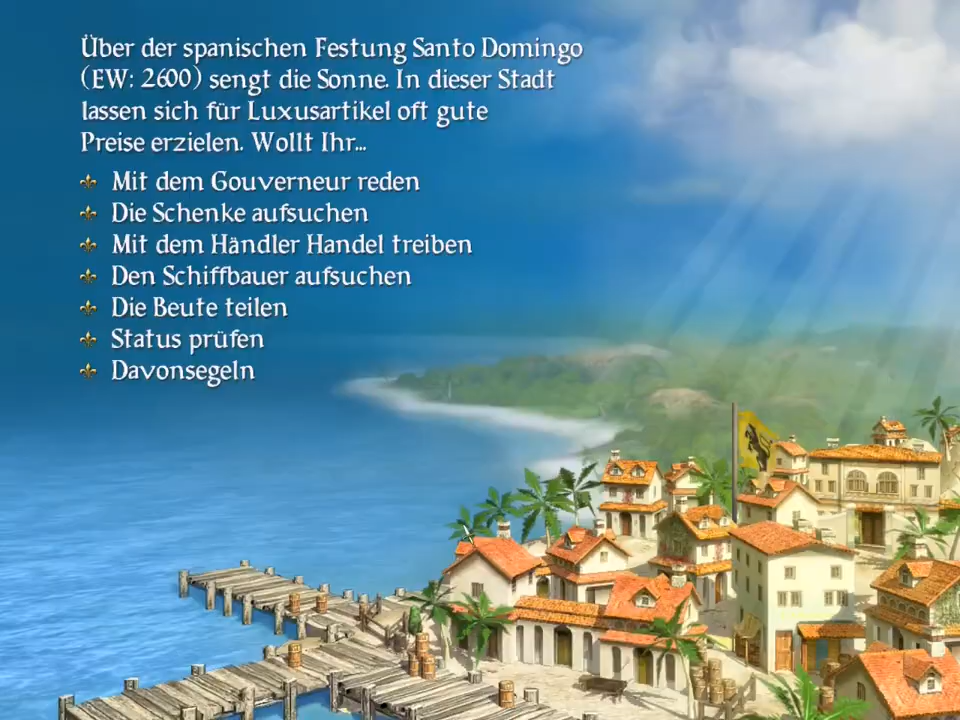 Über der spanischen Festung Santo Domingo
(EW: 2600) sengt die Sonne. In dieser Stadt
lassen sich für Luxusartikel oft gute
Preise erzielen. Wollt Ihr...
Mit dem Gouverneur reden
Die Schenke aufsuchen
Mit dem Händler Handel treiben
Den Schiffbauer aufsuchen
Die Beute teilen
Status prüfen
Davonsegeln